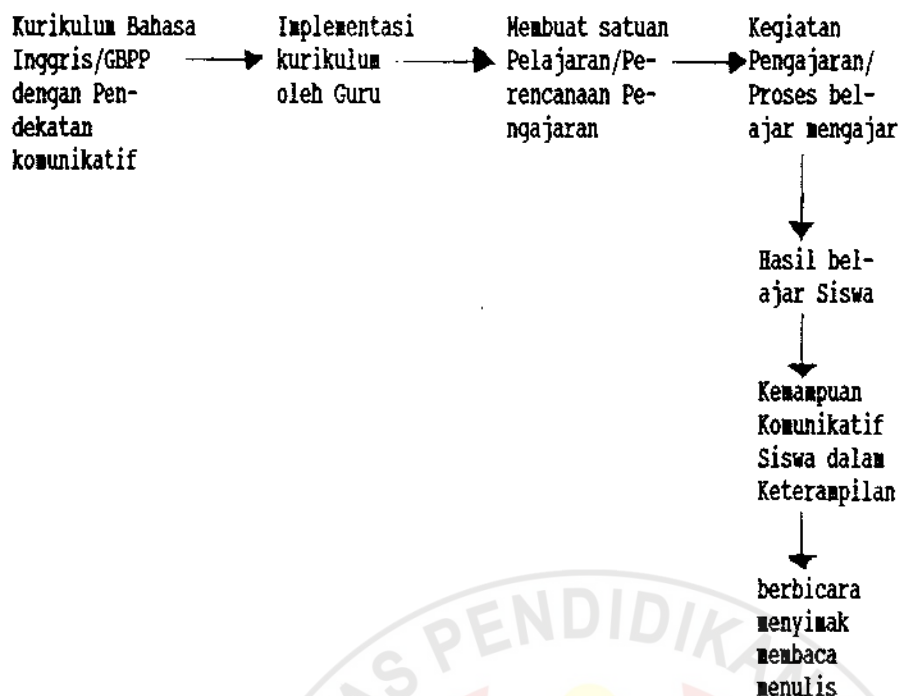 Kurikulum Bahasa
Inggris/GBPP
dengan Pen-
dekatan
komunikatif
Implementasi
kurikulum
oleh Guru
Membuat satuan
Pelajaran/Pe-
rencanaan Pe-
ngajaran
Kegiatan
Pengajaran/
Proses bel-
ajar mengajar
Hasil bel-
ajar Siswa
Kemampuan
Komunikatif
Siswa dalam
Keterampilan
berbicara
menyimak
membaca
menulis
PENDIDIKA